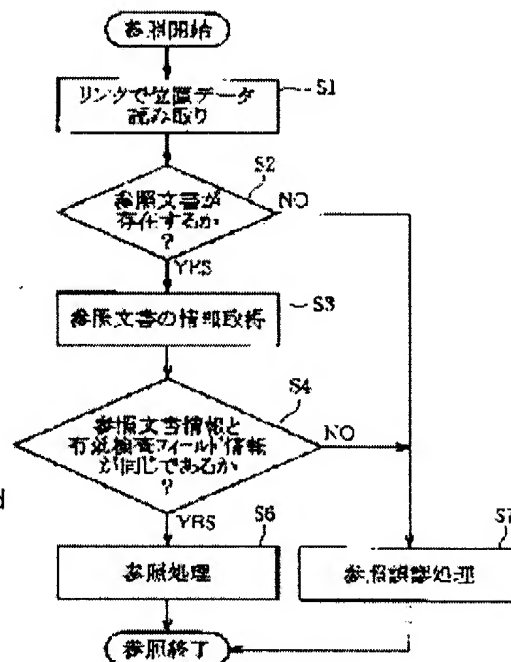 参照開始
リンクで位置データ
読み取り
S1
S2
参照文書が
存在するか
?
NO
YES
参照文書の情報取得
S3
S4
参照文書情報と
有効検査フィールド情報
が同じであるか
?
NO
YES
d
S6
参照処理
S7
参照誤認処理
参照終了